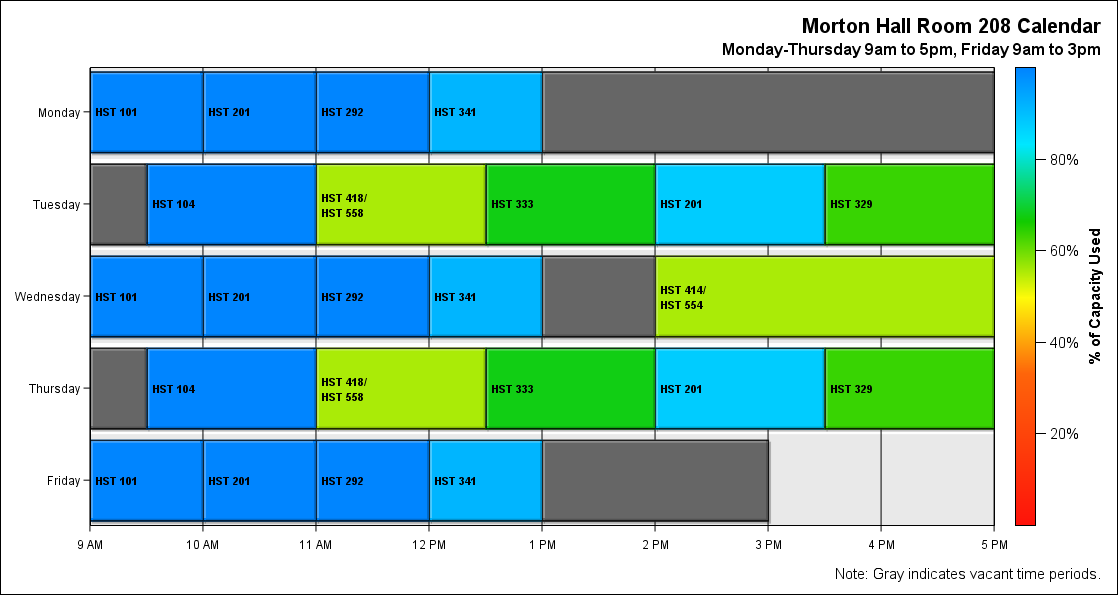 Morton Hall Room 208 Calendar
Monday-Thursday 9am to 5pm, Friday 9am to 3pm
Monday
HST 101
HST 201
HST 292
HST 341
Tuesday
HST 104
HST 418/
HST 558
HST 333
HST 201
HST 329
Wednesday
HST 101
HST 201
HST 292
HST 341
HST 414/
HST 554
Thursday
HST 104
HST 418/
HST 558
HST 333
HST 201
HST 329
Friday
HST 101
HST 201
HST 292
HST 341
9 AM
10 AM
11 AM
12 PM
1 PM
2 PM
3 PM
4 PM
5 PM
80%
60%
40%
20%
% of Capacity Used
Note: Gray indicates vacant time periods.